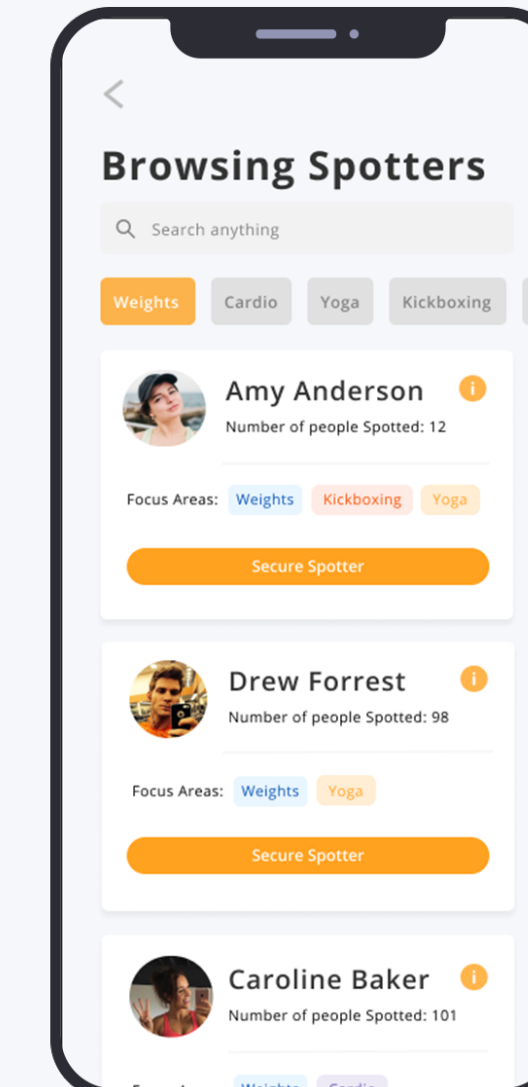 Browsing Spotters
Search anything
Weights Cardio Yoga Kickboxing
Amy Anderson i
Number of people Spotted: 12
Focus Areas: Weights Kickboxing Yoga
Secure Spotter
Drew Forrest i
Number of people Spotted: 98
Focus Areas: Weights Yoga
Secure Spotter
Caroline Baker i
Number of people Spotted: 101
Weights Cardio